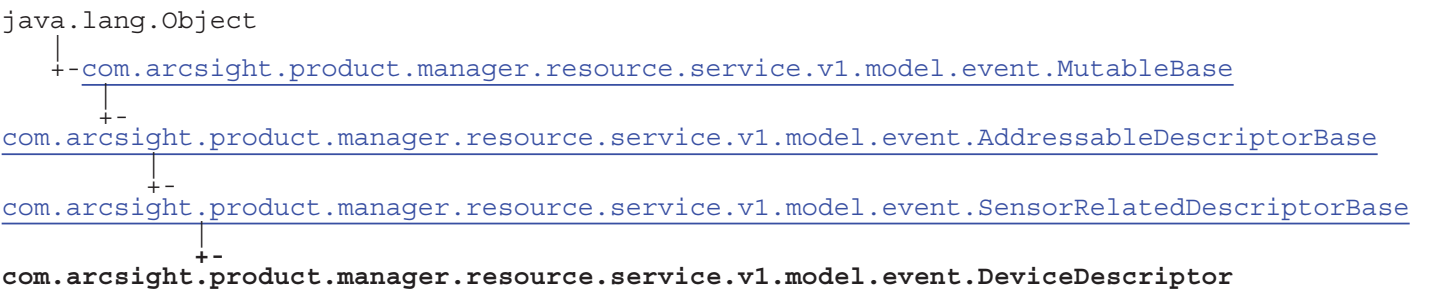 java.lang.Object
+-com.arcsight.product.manager.resource.service.v1.model.event.MutableBase
+-
com.arcsight.product.manager.resource.service.v1.model.event.AddressableDescriptorBase
+-
com.arcsight.product.manager.resource.service.v1.model.event.SensorRelatedDescriptorBase
+-
com.arcsight.product.manager.resource.service.v1.model.event.DeviceDescriptor